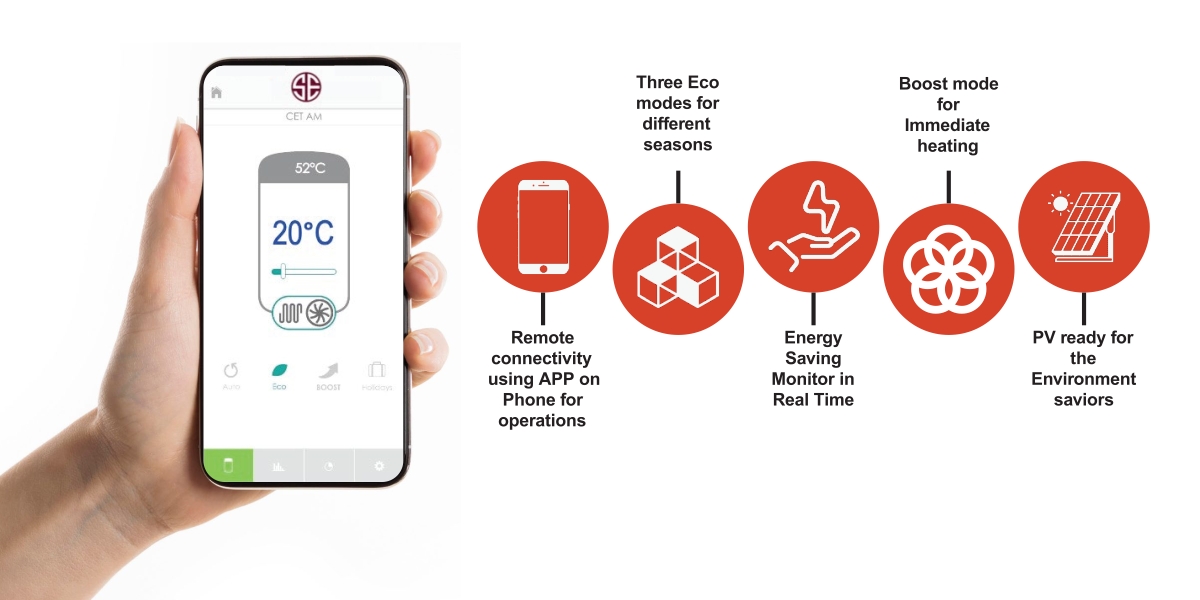 SE
CET AM
52°C
20°C
Auto
Eco
BOOST
Holidays
Remote
connectivity
using APP on
Phone for
operations
Three Eco
modes for
different
seasons
Energy
Saving
Monitor in
Real Time
Boost mode
for
Immediate
heating
PV ready for
the
Environment
saviors